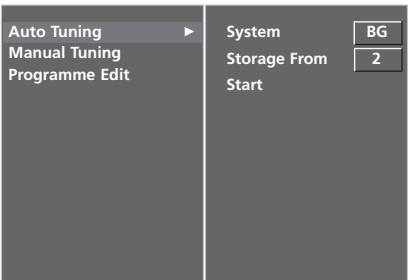 Auto Tuning ►
Manual Tuning
Programme Edit
System BG
Storage From 2
Start